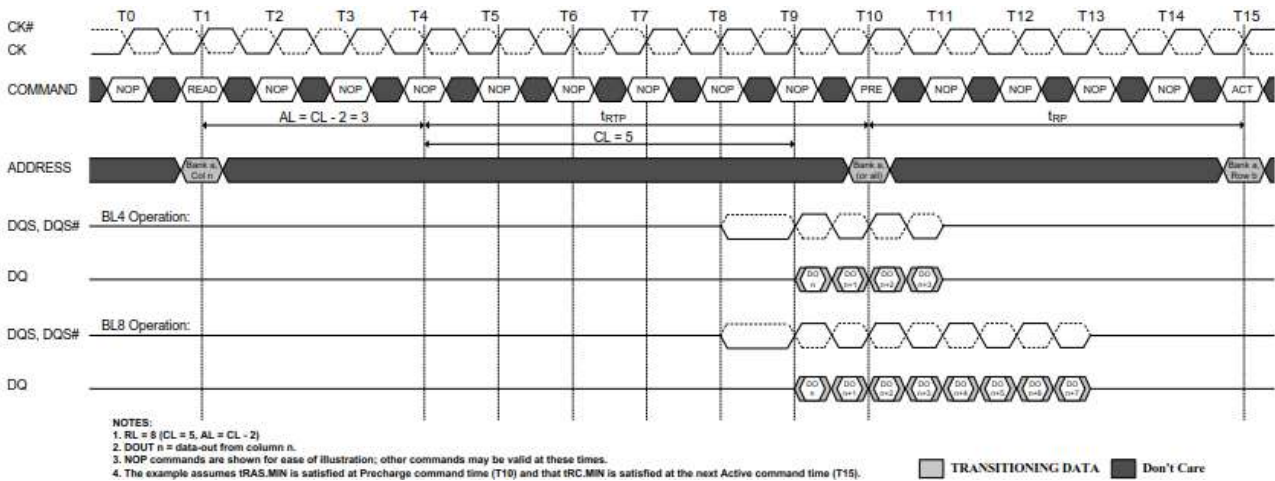 T0 T1 T2 T3 T4 T5 T6 T7 T8 T9 T10 T11 T12 T13 T14 T15
CK#
CK
COMMAND NOP READ NOP NOP NOP NOP NOP NOP NOP NOP PRE NOP NOP NOP NOP ACT
AL = CL - 2 = 3 tRTP tRP
CL = 5
ADDRESS Bank a, Col n Bank a, (or all) Bank a, Row b
BL4 Operation:
DQS, DQS#
DQ DO n DO n+1 DO n+2 DO n+3
BL8 Operation:
DQS, DQS#
DQ DO n DO n+1 DO n+2 DO n+3 DO n+4 DO n+5 DO n+6 DO n+7
NOTES:
1. RL = 8 (CL = 5, AL = CL - 2)
2. DOUT n = data-out from column n.
3. NOP commands are shown for ease of illustration; other commands may be valid at these times.
4. The example assumes tRAS.MIN is satisfied at Precharge command time (T10) and that tRC.MIN is satisfied at the next Active command time (T15).
TRANSITIONING DATA Don't Care